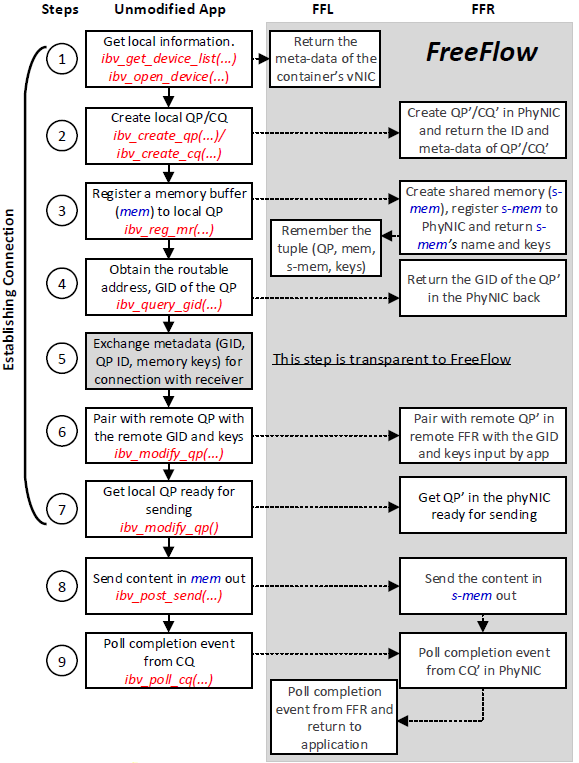 Steps
Unmodified App
FFL
FFR
FreeFlow
Establishing Connection
1
Get local information.
ibv_get_device_list(...)
ibv_open_device(...)
Return the
meta-data of the
container's vNIC
2
Create local QP/CQ
ibv_create_qp(...)/
ibv_create_cq(...)
Create QP'/CQ' in PhyNIC
and return the ID and
meta-data of QP'/CQ'
3
Register a memory buffer
(mem) to local QP
ibv_reg_mr(...)
Create shared memory (s-
mem), register s-mem to
PhyNIC and return s-
mem's name and keys
Remember the
tuple (QP, mem,
s-mem, keys)
4
Obtain the routable
address, GID of the QP
ibv_query_gid(...)
Return the GID of the QP'
in the PhyNIC back
5
Exchange metadata (GID,
QP ID, memory keys) for
connection with receiver
This step is transparent to FreeFlow
6
Pair with remote QP with
the remote GID and keys
ibv_modify_qp(...)
Pair with remote QP' in
remote FFR with the GID
and keys input by app
7
Get local QP ready for
sending
ibv_modify_qp()
Get QP' in the phyNIC
ready for sending
8
Send content in mem out
ibv_post_send(...)
Send the content in
s-mem out
9
Poll completion event
from CQ
ibv_poll_cq(...)
Poll completion event
from CQ' in PhyNIC
Poll completion
event from FFR and
return to
application